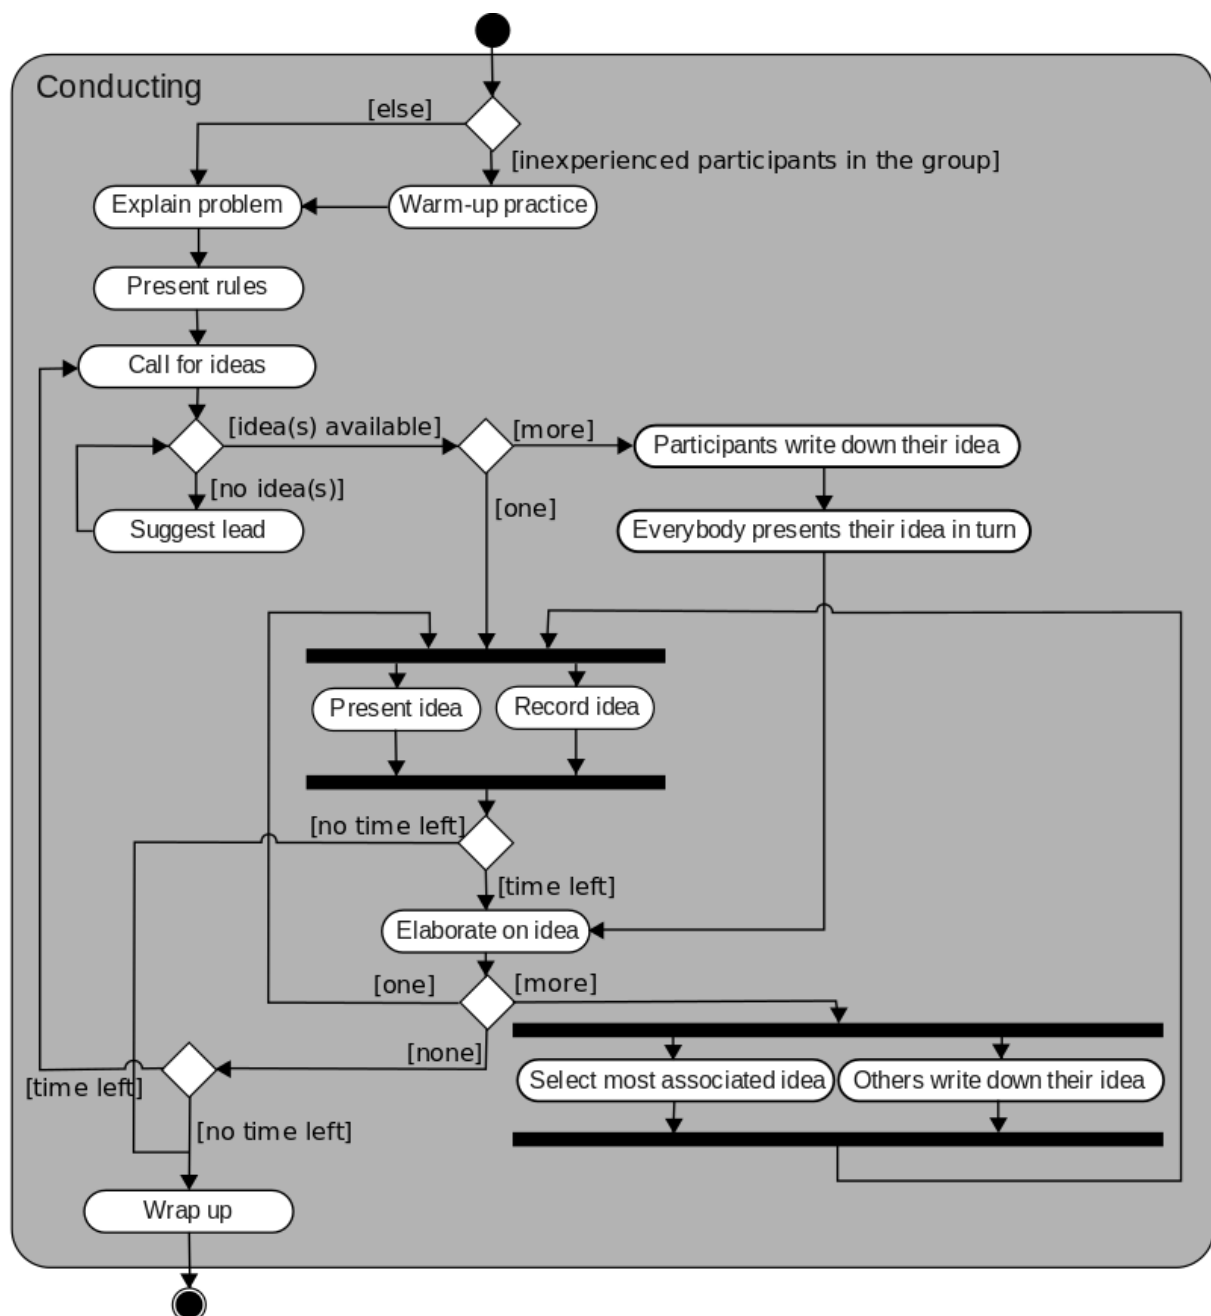 Conducting
[else]
[inexperienced participants in the group]
Explain problem
Warm-up practice
Present rules
Call for ideas
[idea(s) available]
[more]
Participants write down their idea
[no idea(s)]
[one]
Suggest lead
Everybody presents their idea in turn
Present idea
Record idea
[no time left]
[time left]
Elaborate on idea
[one]
[more]
[none]
[time left]
Select most associated idea
Others write down their idea
[no time left]
Wrap up